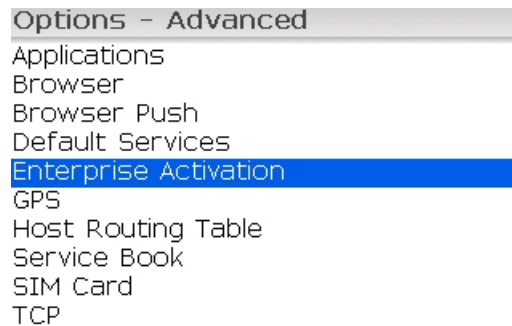 Options - Advanced
Applications
Browser
Browser Push
Default Services
Enterprise Activation
GPS
Host Routing Table
Service Book
SIM Card
TCP